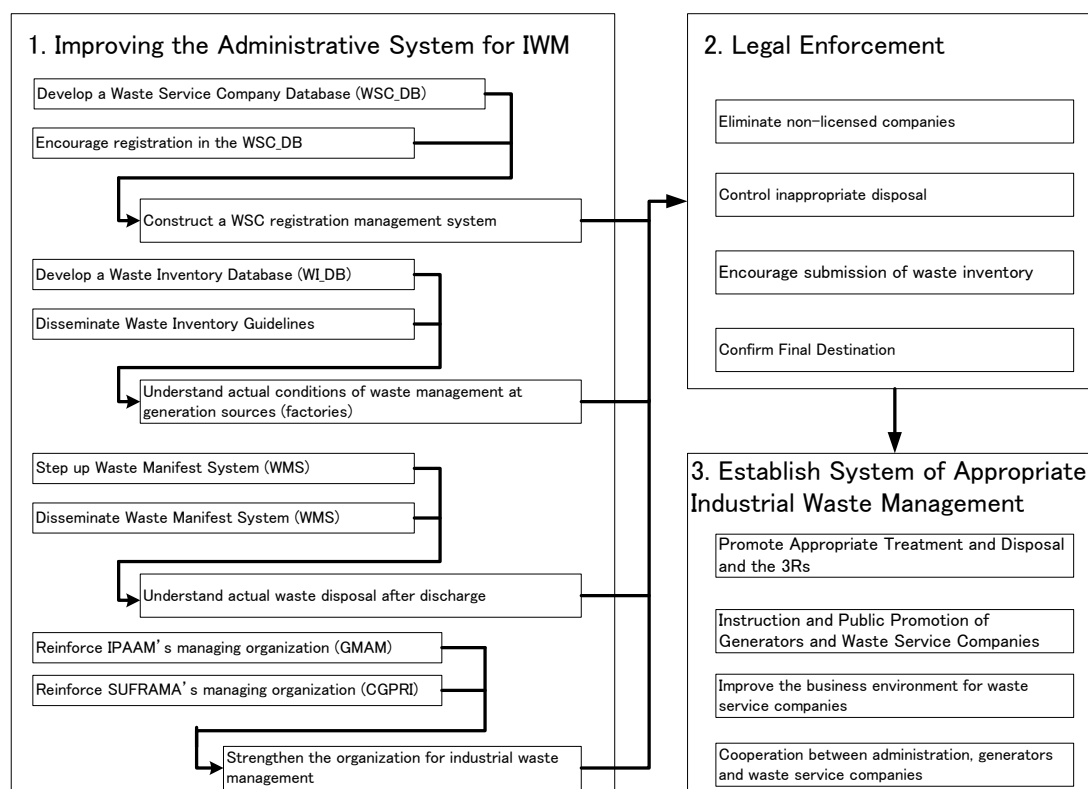 1. Improving the Administrative System for IWM
Develop a Waste Service Company Database (WSC_DB)
Encourage registration in the WSC_DB
Construct a WSC registration management system
Develop a Waste Inventory Database (WI_DB)
Disseminate Waste Inventory Guidelines
Understand actual conditions of waste management at
generation sources (factories)
Step up Waste Manifest System (WMS)
Disseminate Waste Manifest System (WMS)
Understand actual waste disposal after discharge
Reinforce IPAAM's managing organization (GMAM)
Reinforce SUFRAMA's managing organization (CGPRI)
Strengthen the organization for industrial waste
management
2. Legal Enforcement
Eliminate non-licensed companies
Control inappropriate disposal
Encourage submission of waste inventory
Confirm Final Destination
3. Establish System of Appropriate
Industrial Waste Management
Promote Appropriate Treatment and Disposal
and the 3Rs
Instruction and Public Promotion of
Generators and Waste Service Companies
Improve the business environment for waste
service companies
Cooperation between administration, generators
and waste service companies